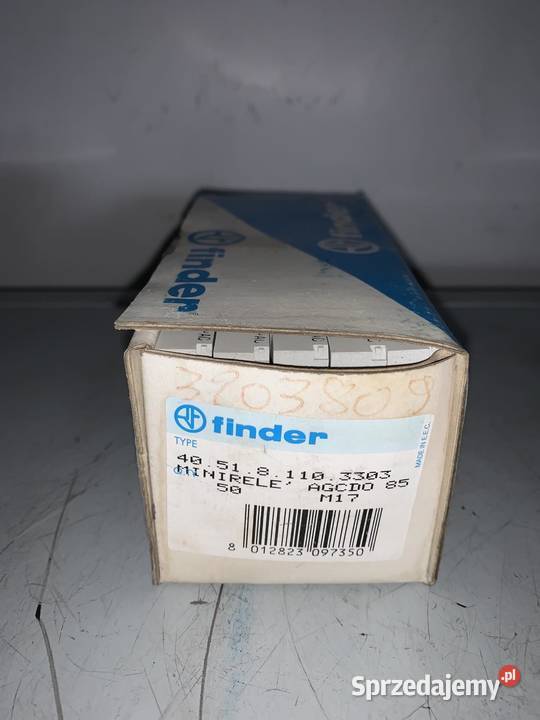 finder
finder
3203809
finder
TYPE
MADE IN E.E.C.
40.51.8.110.3303
MINIRELE' AGCDO 85
50 M17
8 012823 097350
Sprzedajemy.pl